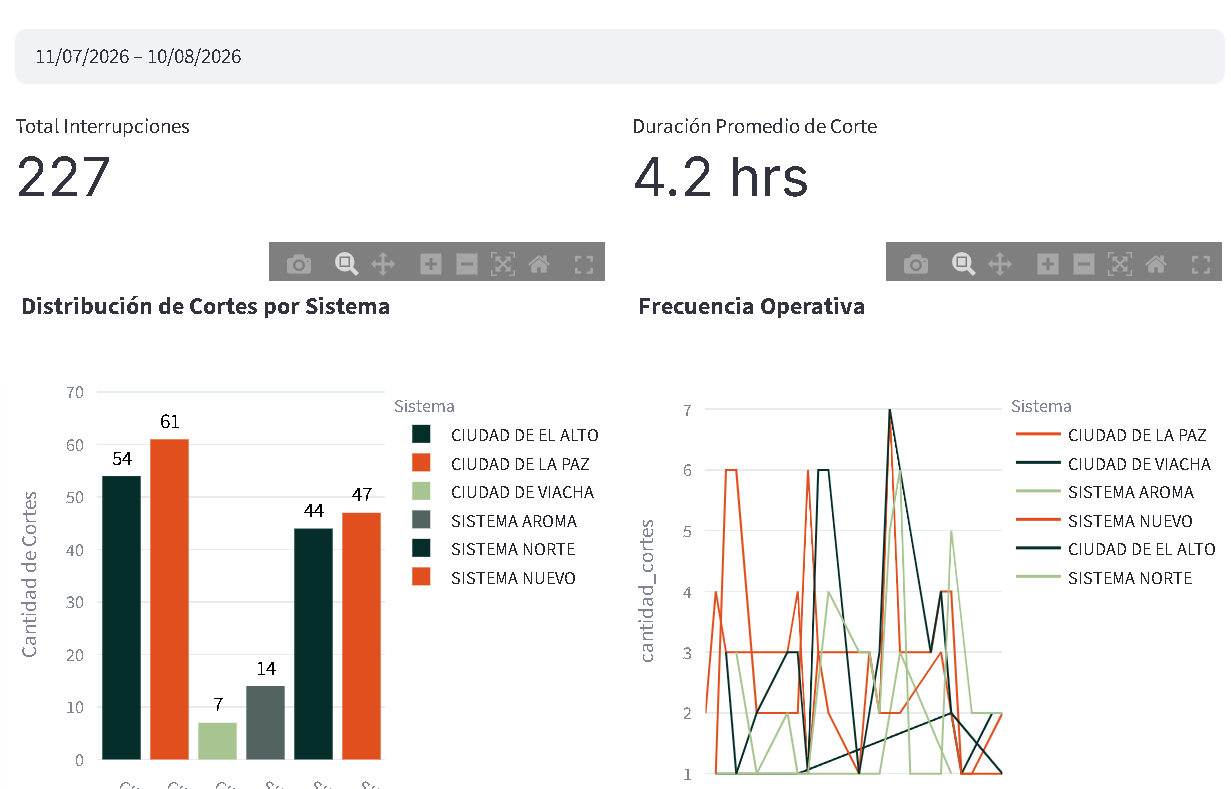 11/07/2026 – 10/08/2026
Total Interrupciones
227
Duración Promedio de Corte
4.2 hrs
Distribución de Cortes por Sistema
Cantidad de Cortes
70
60
50
40
30
20
10
0
54
61
7
14
44
47
Sistema
CIUDAD DE EL ALTO
CIUDAD DE LA PAZ
CIUDAD DE VIACHA
SISTEMA AROMA
SISTEMA NORTE
SISTEMA NUEVO
Frecuencia Operativa
cantidad_cortes
7
6
5
4
3
2
1
Sistema
CIUDAD DE LA PAZ
CIUDAD DE VIACHA
SISTEMA AROMA
SISTEMA NUEVO
CIUDAD DE EL ALTO
SISTEMA NORTE